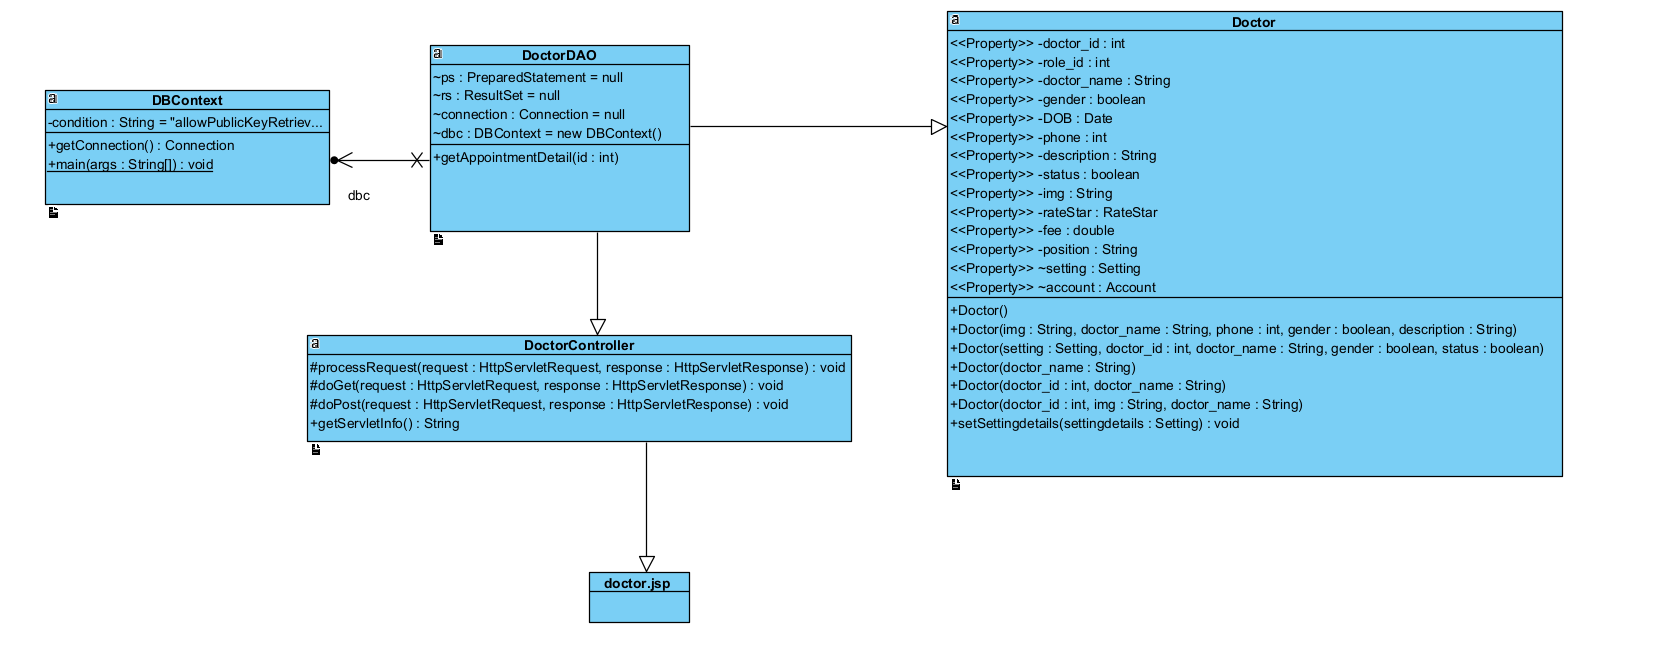 a
DBContext
-condition : String = "allowPublicKeyRetriev...
+getConnection() : Connection
+main(args : String[]) : void
dbc
a
DoctorDAO
~ps : PreparedStatement = null
~rs : ResultSet = null
~connection : Connection = null
~dbc : DBContext = new DBContext()
+getAppointmentDetail(id : int)
a
Doctor
<<Property>> -doctor_id : int
<<Property>> -role_id : int
<<Property>> -doctor_name : String
<<Property>> -gender : boolean
<<Property>> -DOB : Date
<<Property>> -phone : int
<<Property>> -description : String
<<Property>> -status : boolean
<<Property>> -img : String
<<Property>> -rateStar : RateStar
<<Property>> -fee : double
<<Property>> -position : String
<<Property>> ~setting : Setting
<<Property>> ~account : Account
+Doctor()
+Doctor(img : String, doctor_name : String, phone : int, gender : boolean, description : String)
+Doctor(setting : Setting, doctor_id : int, doctor_name : String, gender : boolean, status : boolean)
+Doctor(doctor_name : String)
+Doctor(doctor_id : int, doctor_name : String)
+Doctor(doctor_id : int, img : String, doctor_name : String)
+setSettingdetails(settingdetails : Setting) : void
a
DoctorController
#processRequest(request : HttpServletRequest, response : HttpServletResponse) : void
#doGet(request : HttpServletRequest, response : HttpServletResponse) : void
#doPost(request : HttpServletRequest, response : HttpServletResponse) : void
+getServletInfo() : String
doctor.jsp